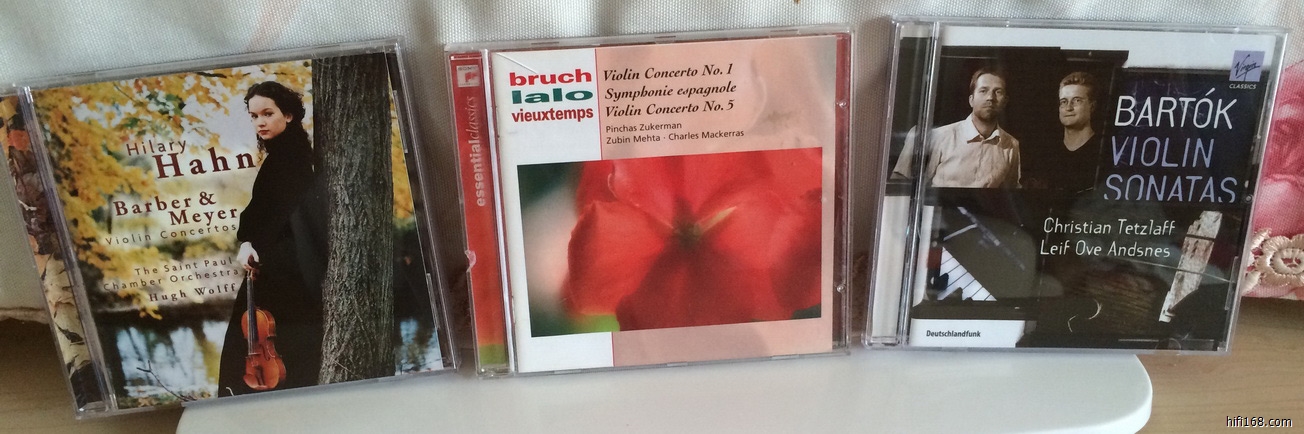 Hilary
Hahn
Barber &
Meyer
Violin Concertos
The Saint Paul
Chamber Orchestra
Hugh Wolff
essentialclassics
bruch
lalo
vieuxtemps
Violin Concerto No. 1
Symphonie espagnole
Violin Concerto No. 5
Pinchas Zukerman
Zubin Mehta · Charles Mackerras
Virgin
CLASSICS
BARTÓK
VIOLIN
SONATAS
Christian Tetzlaff
Leif Ove Andsnes
Deutschlandfunk
hifi168.com